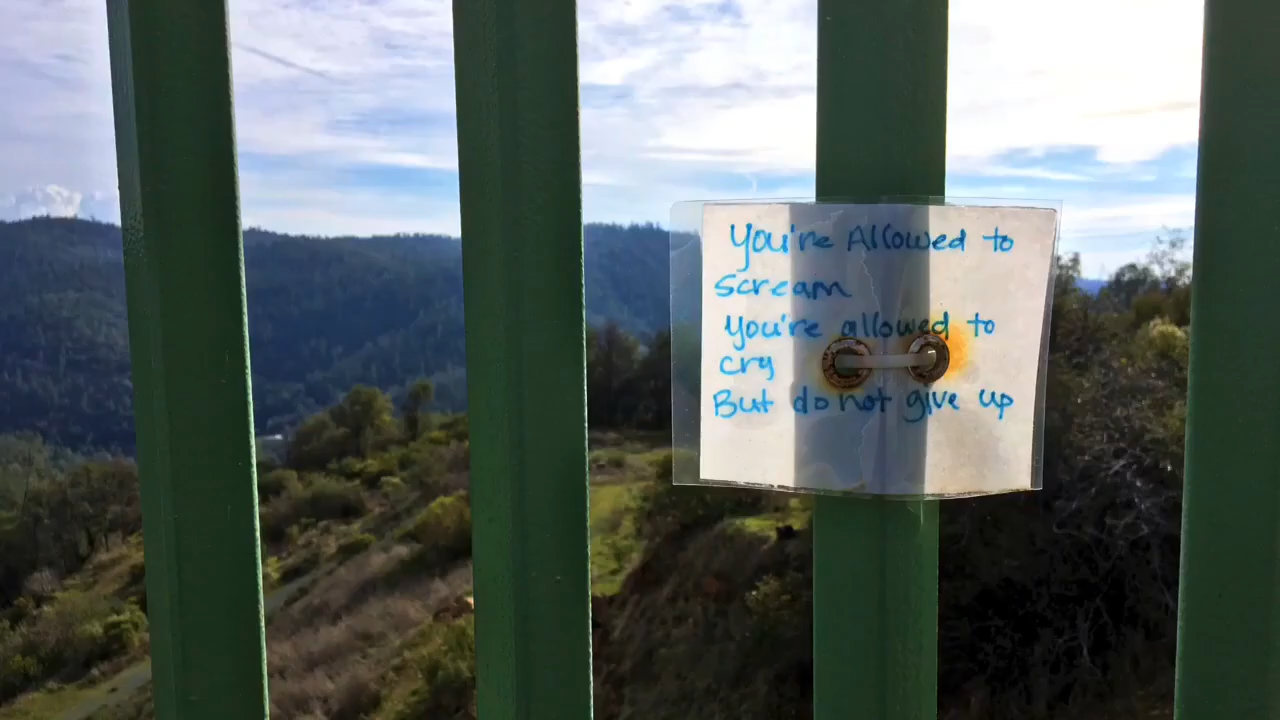 You're Allowed to
scream
You're allowed to
cry
But do not give up